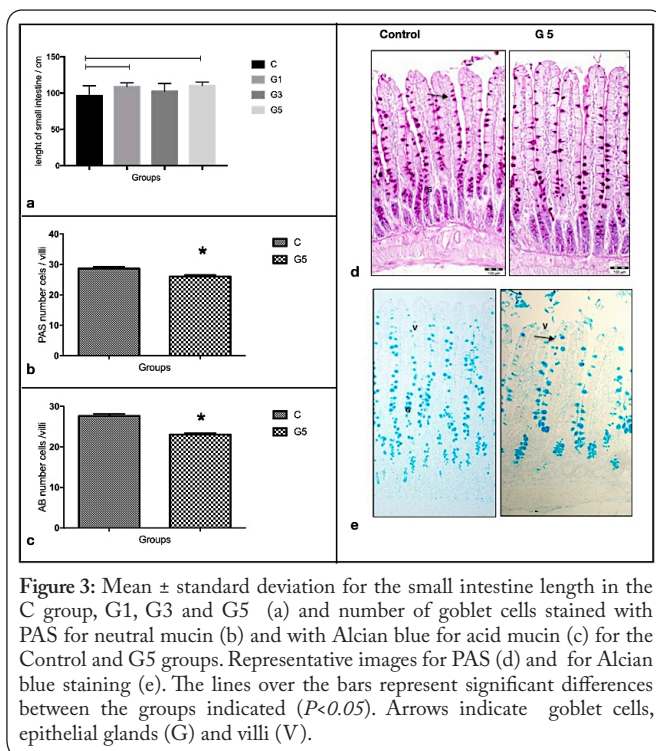 lenght of small intestine / cm
150
100
50
0
Groups
C
G1
G3
G5
a
PAS number cells / villi
40
30
20
10
0
*
Groups
C
G5
b
AB number cells /villi
30
20
10
0
*
Groups
C
G5
c
Control
G 5
d
V
V
G
e
Figure 3: Mean ± standard deviation for the small intestine length in the
C group, G1, G3 and G5 (a) and number of goblet cells stained with
PAS for neutral mucin (b) and with Alcian blue for acid mucin (c) for the
Control and G5 groups. Representative images for PAS (d) and for Alcian
blue staining (e). The lines over the bars represent significant differences
between the groups indicated (P<0.05). Arrows indicate goblet cells,
epithelial glands (G) and villi (V).